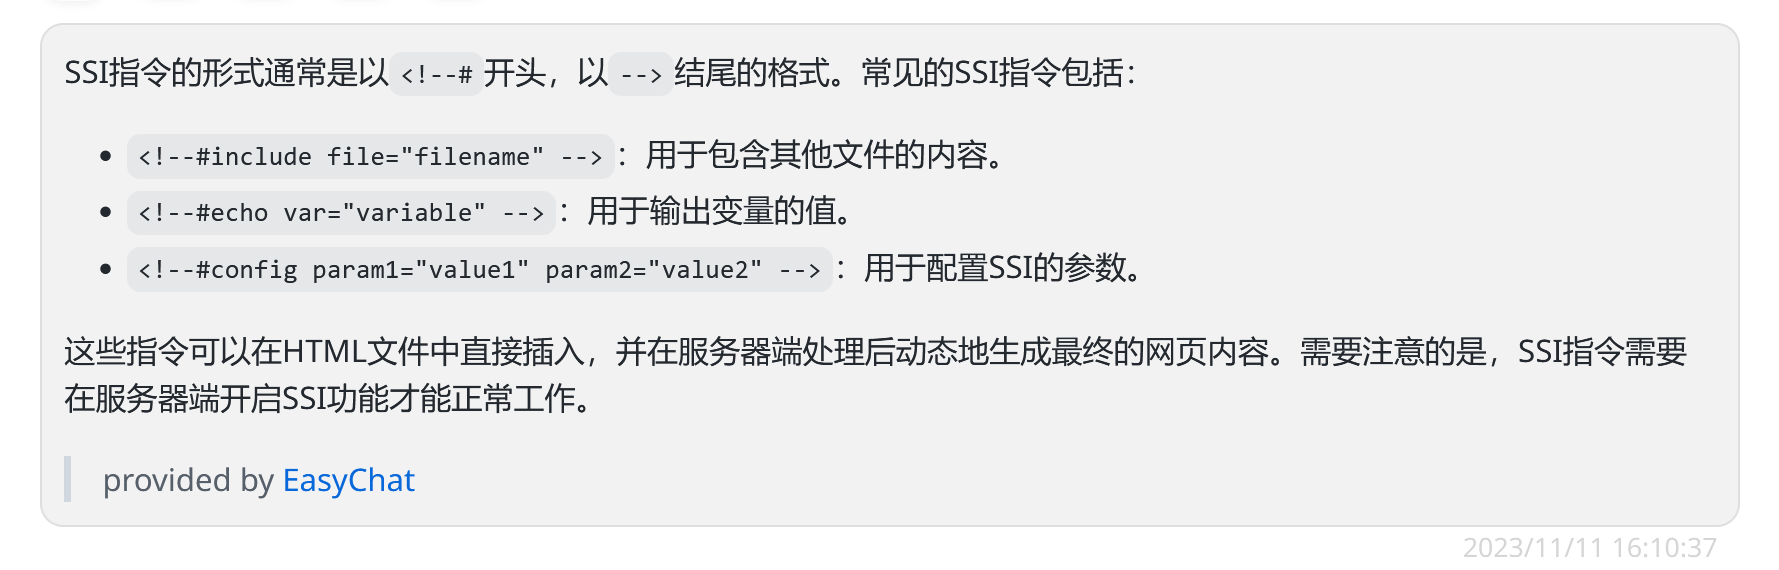 SSI指令的形式通常是以<!--#开头，以-->结尾的格式。常见的SSI指令包括：
• <!--#include file="filename" -->：用于包含其他文件的内容。
• <!--#echo var="variable" -->：用于输出变量的值。
• <!--#config param1="value1" param2="value2" -->：用于配置SSI的参数。
这些指令可以在HTML文件中直接插入，并在服务器端处理后动态地生成最终的网页内容。需要注意的是，SSI指令需要
在服务器端开启SSI功能才能正常工作。
provided by EasyChat
2023/11/11 16:10:37